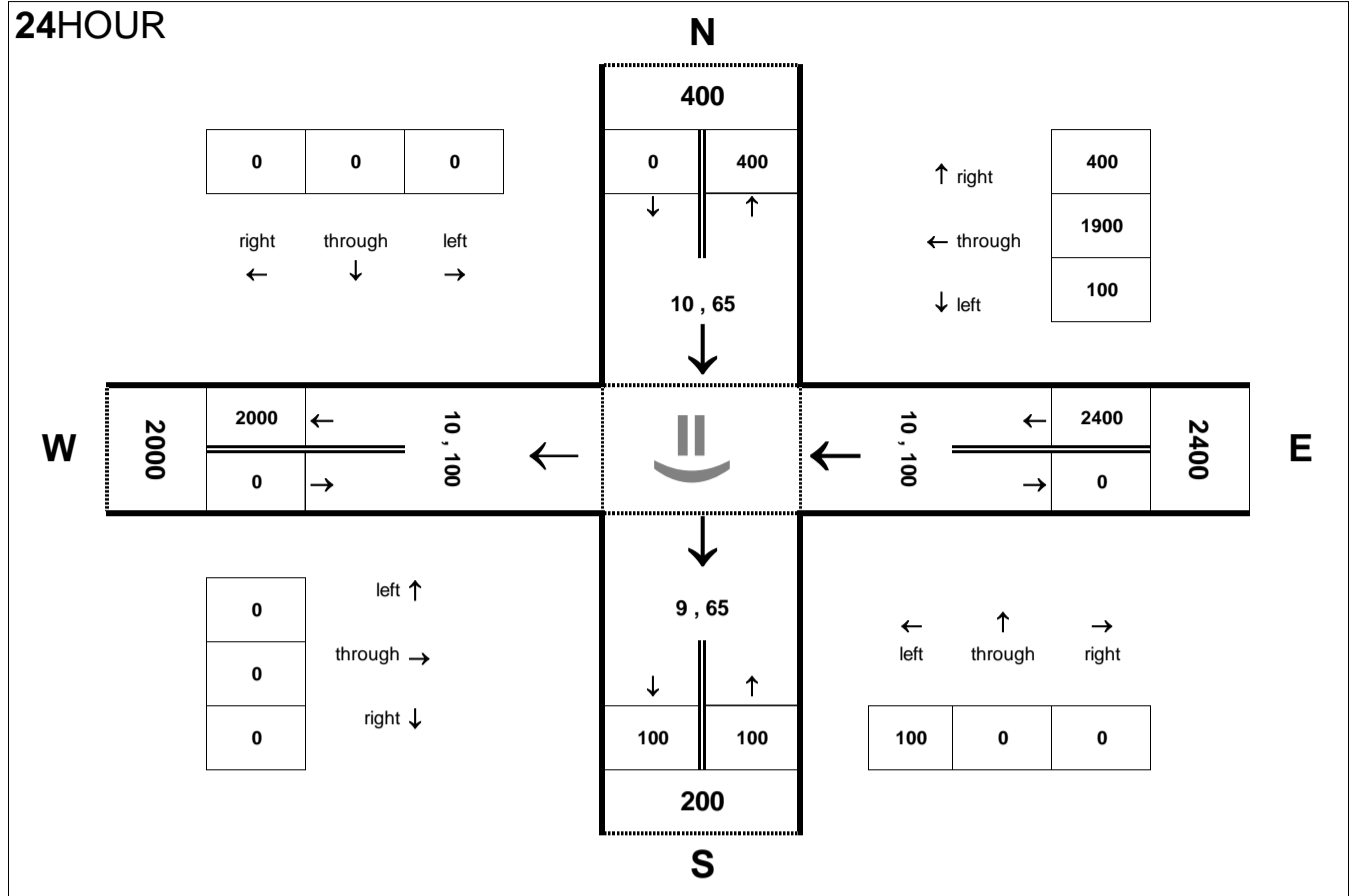 24HOUR
N
400
0 400
0 0 0
right through left
← ↓ →
↑ right 400
← through 1900
↓ left 100
10 , 65
W
2000
2000
0
10 , 100
10 , 100
2400
0
2400
E
left ↑ 0
through → 0
right ↓ 0
9 , 65
100 100
200
← ↑ →
left through right
100 0 0
S